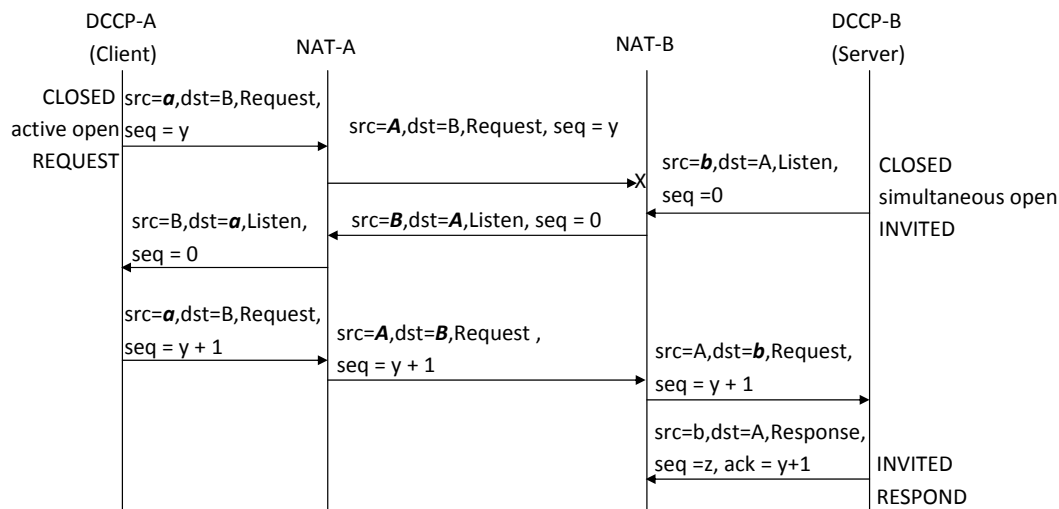 DCCP-A
(Client)
NAT-A
NAT-B
DCCP-B
(Server)
CLOSED
active open
REQUEST
src=a,dst=B,Request,
seq = y
src=A,dst=B,Request, seq = y
X
src=b,dst=A,Listen,
seq =0
CLOSED
simultaneous open
INVITED
src=B,dst=A,Listen, seq = 0
src=B,dst=a,Listen,
seq = 0
src=a,dst=B,Request,
seq = y + 1
src=A,dst=B,Request ,
seq = y + 1
src=A,dst=b,Request,
seq = y + 1
src=b,dst=A,Response,
seq =z, ack = y+1
INVITED
RESPOND